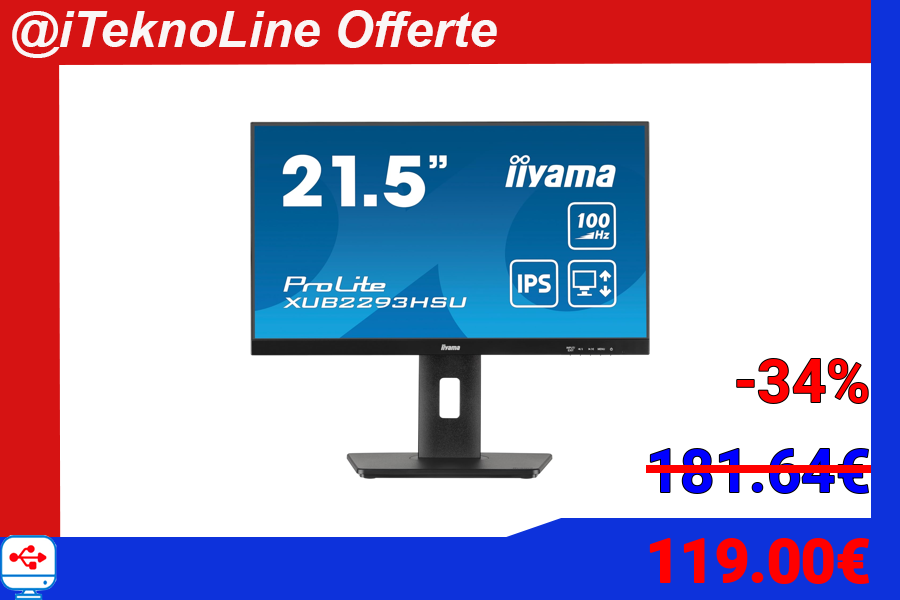 @iTeknoLine Offerte
21.5”
iiyama
100
Hz
IPS
ProLite
XUB2293HSU
iiyama
-34%
181.64€
119.00€